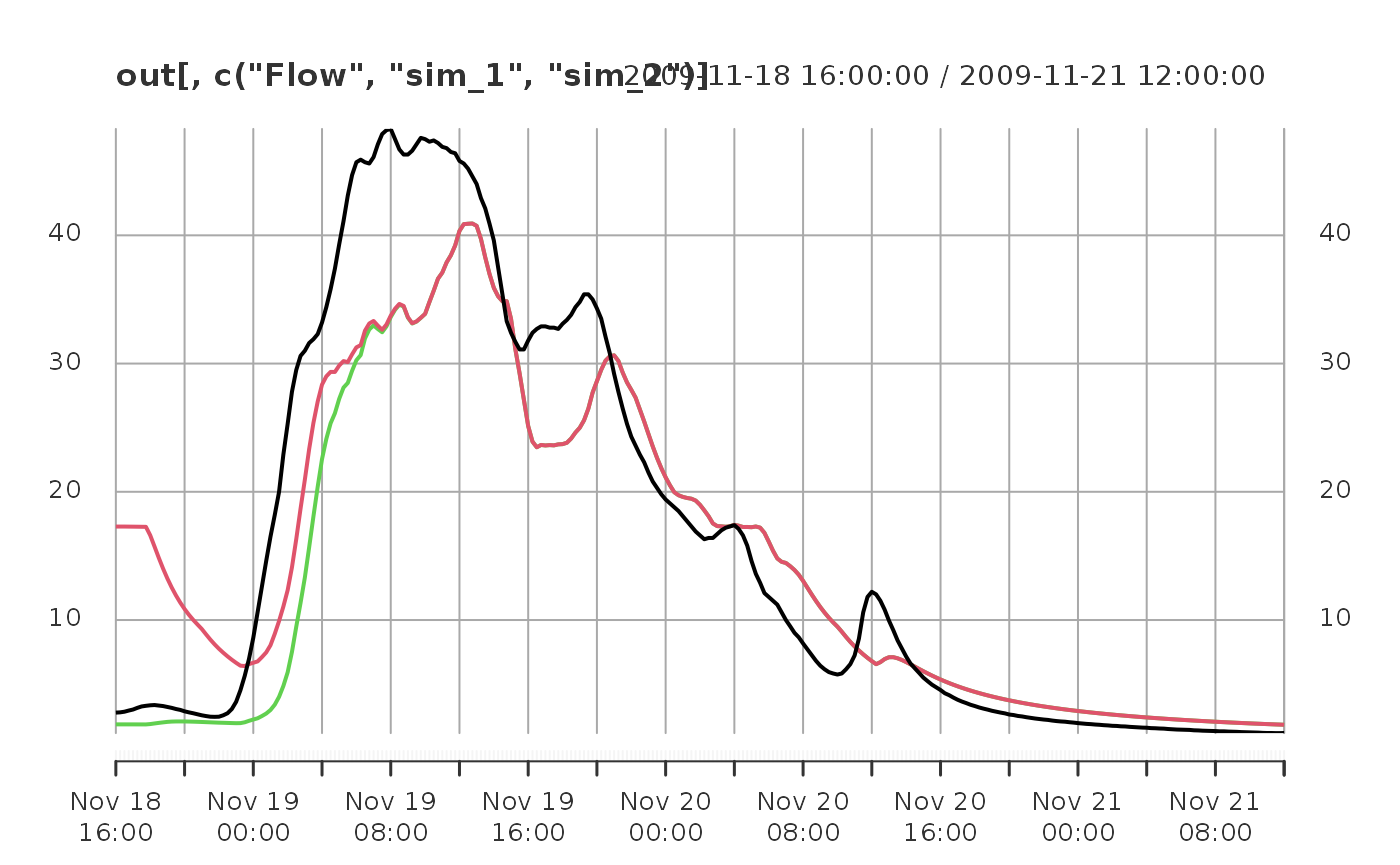 out[, c("Flow", "sim_1", "sim_2")]
2009-11-18 16:00:00 / 2009-11-21 12:00:00
40 40
30 30
20 20
10 10
Nov 18 Nov 19 Nov 19 Nov 19 Nov 20 Nov 20 Nov 20 Nov 21 Nov 21
16:00 00:00 08:00 16:00 00:00 08:00 16:00 00:00 08:00